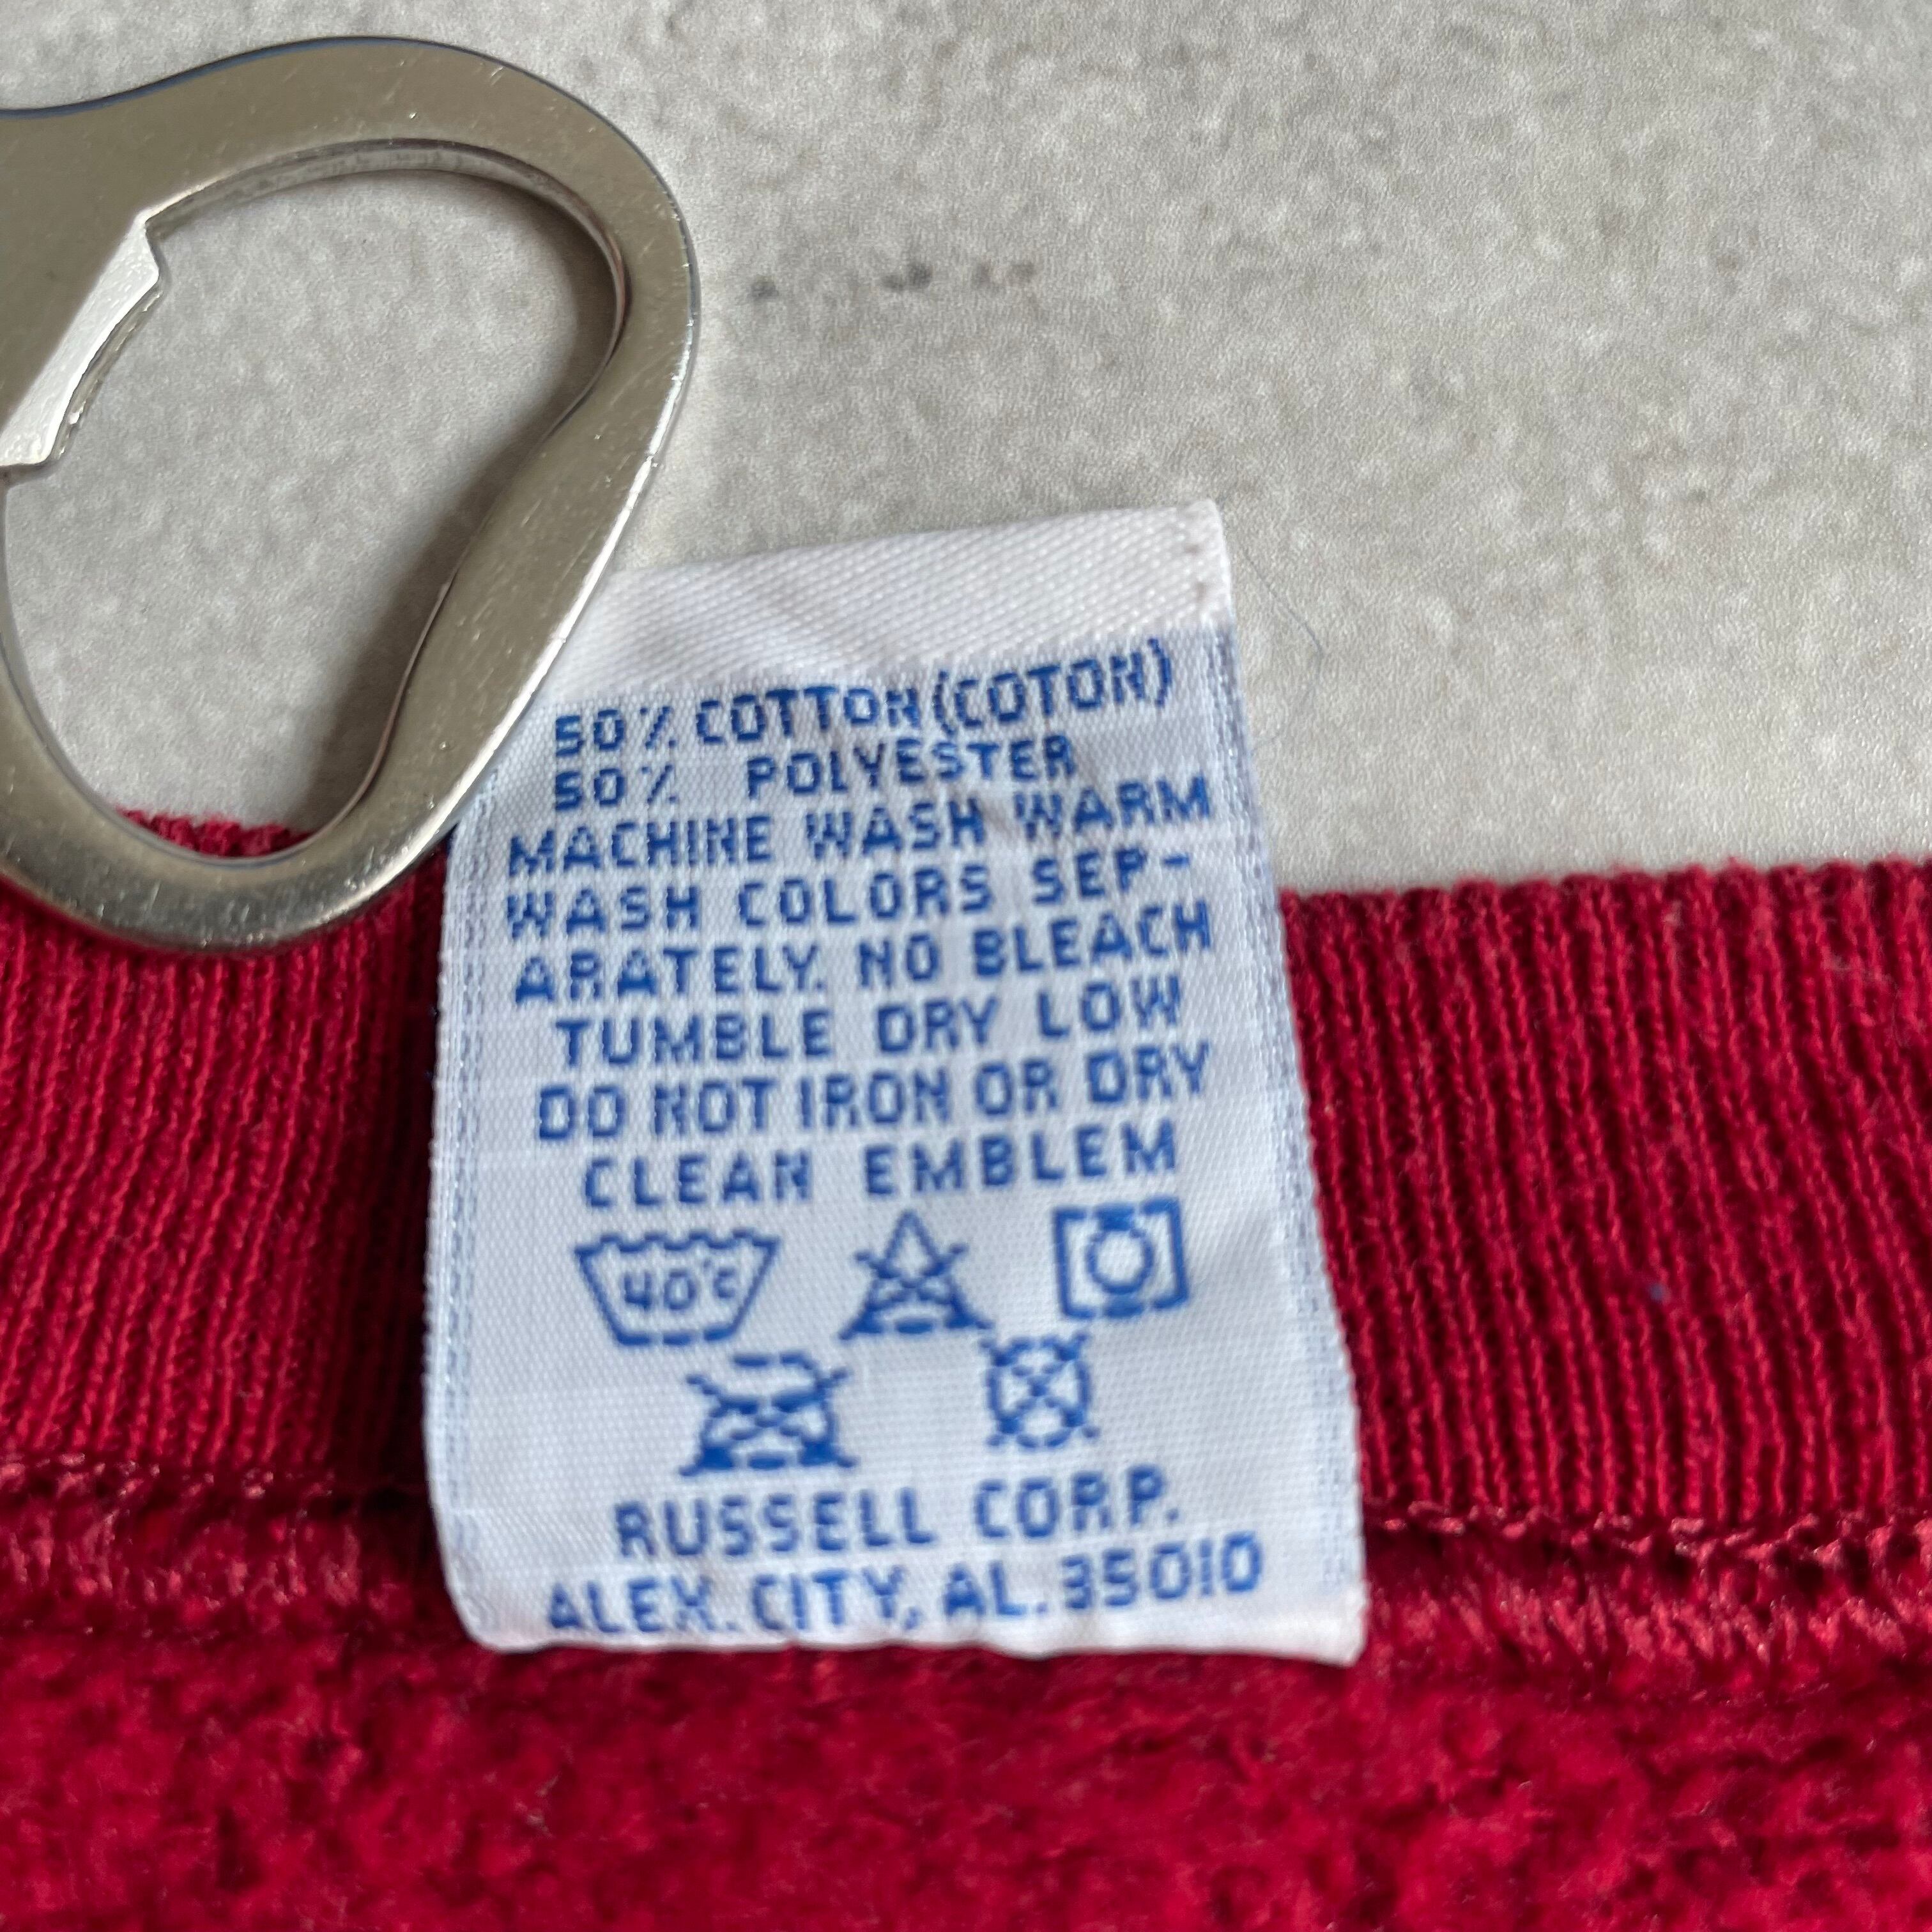 50% COTTON (COTON)
50% POLYESTER
MACHINE WASH WARM
WASH COLORS SEP-
ARATELY. NO BLEACH
TUMBLE DRY LOW
DO NOT IRON OR DRY
CLEAN EMBLEM
40°C
RUSSELL CORP.
ALEX. CITY, AL. 35010